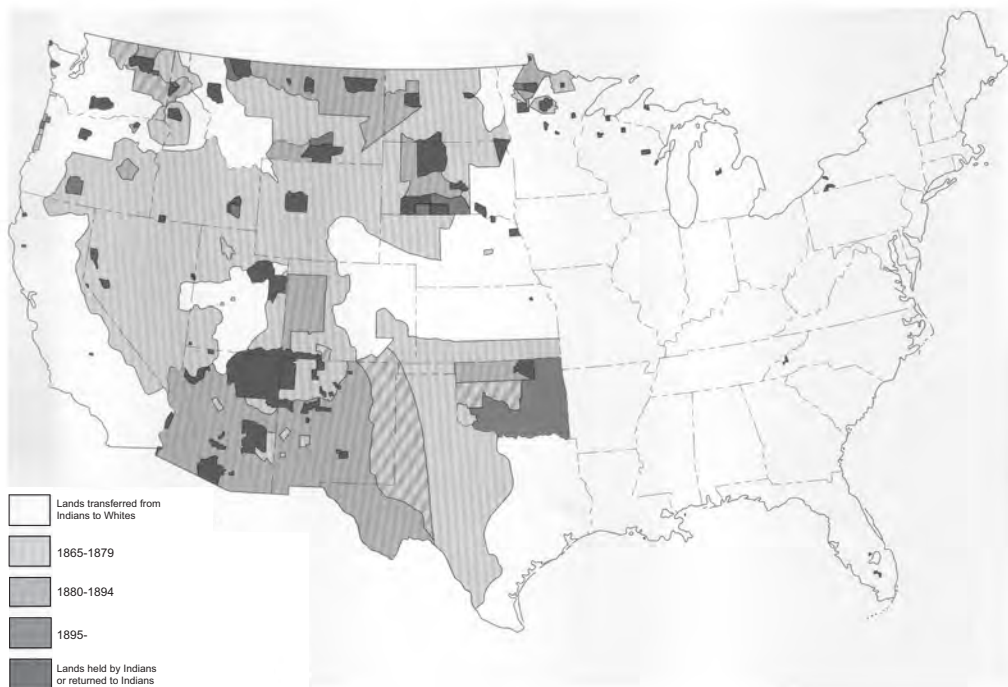 Lands transferred from
Indians to Whites
1865-1879
1880-1894
1895-
Lands held by Indians
or returned to Indians